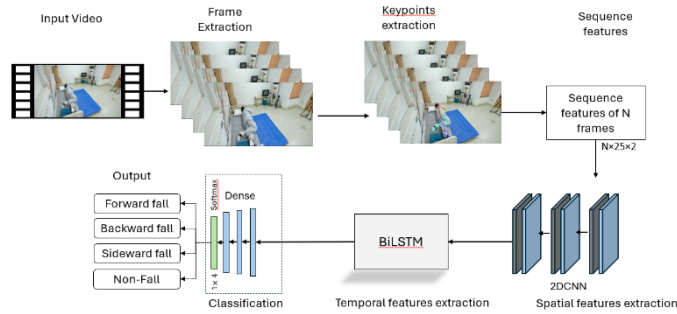 Input Video
Frame
Extraction
Keypoints
extraction
Sequence
features
Sequence
features of N
frames
N×25×2
2DCNN
Spatial features extraction
BiLSTM
Temporal features extraction
Dense
Softmax
1×4
Classification
Output
Forward fall
Backward fall
Sideward fall
Non-Fall